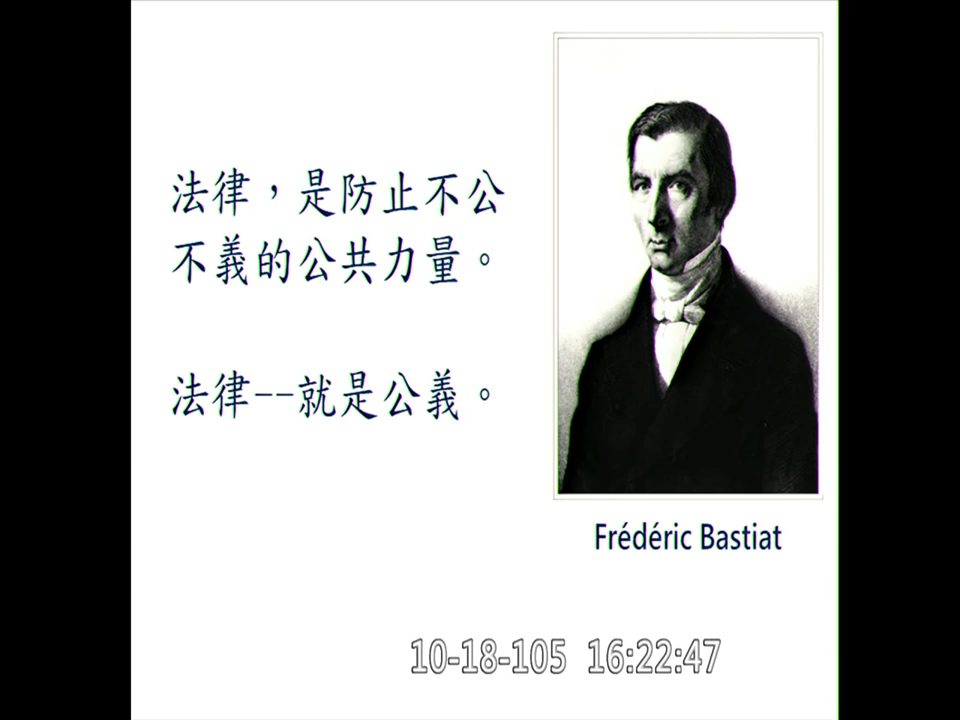 法律，是防止不公
不義的公共力量。
法律--就是公義。
Frédéric Bastiat
10-18-105 16:22:47